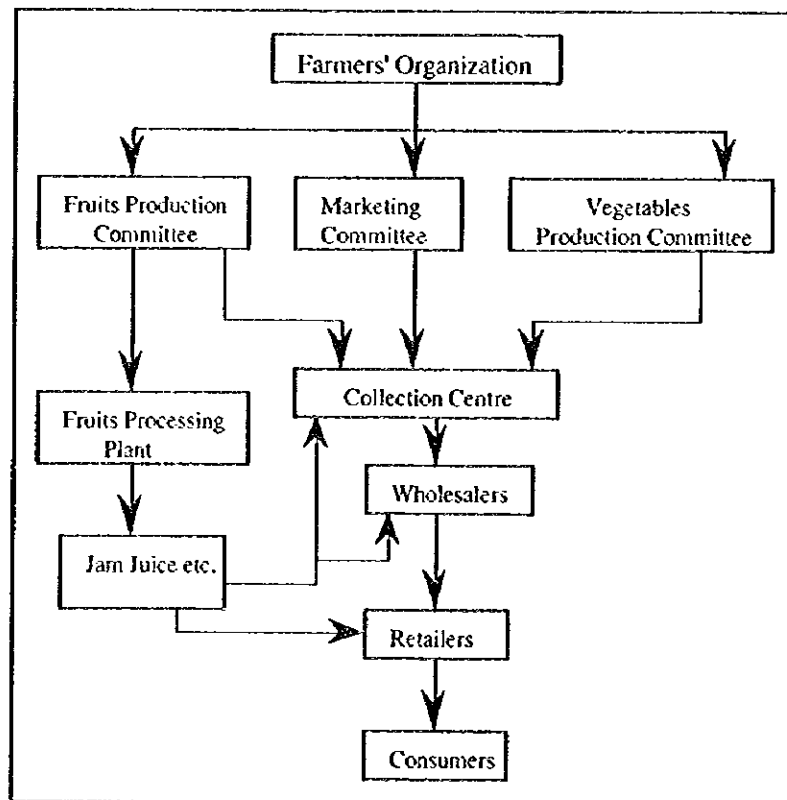 Farmers' Organization
Fruits Production
Committee
Marketing
Committee
Vegetables
Production Committee
Collection Centre
Fruits Processing
Plant
Wholesalers
Jam Juice etc.
Retailers
Consumers